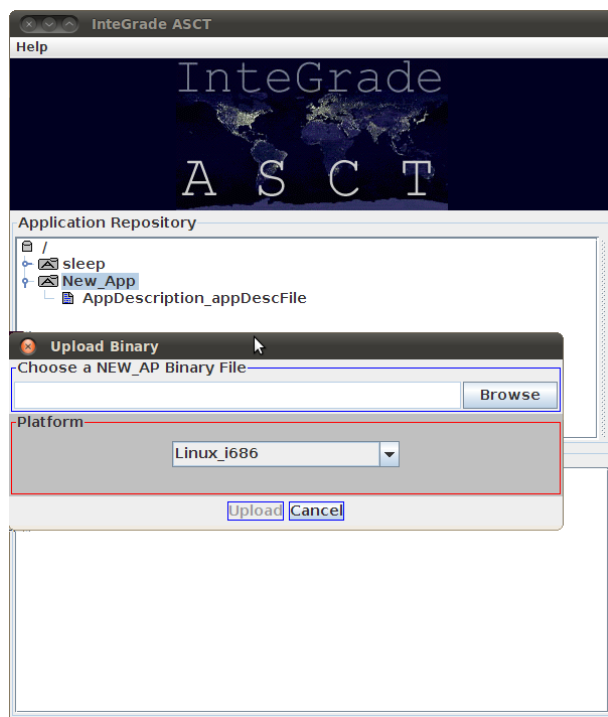 InteGrade ASCT
Help
InteGrade
A S C T
Application Repository
/
sleep
New_App
AppDescription_appDescFile
Upload Binary
Choose a NEW_AP Binary File
Browse
Platform
Linux_i686
Upload Cancel